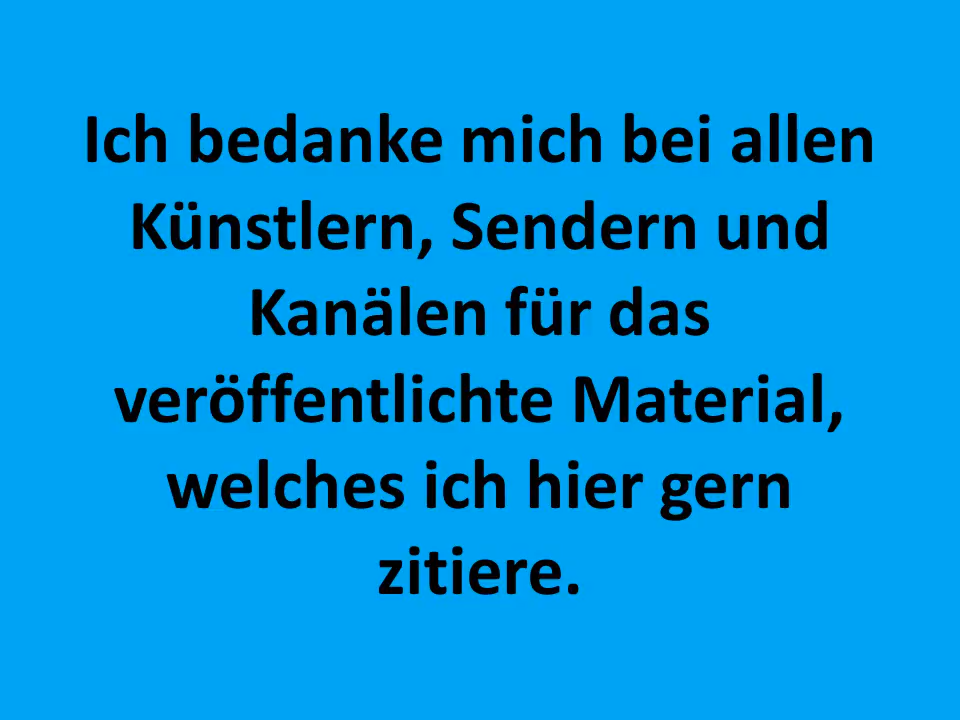 Ich bedanke mich bei allen
Künstlern, Sendern und
Kanälen für das
veröffentlichte Material,
welches ich hier gern
zitiere.